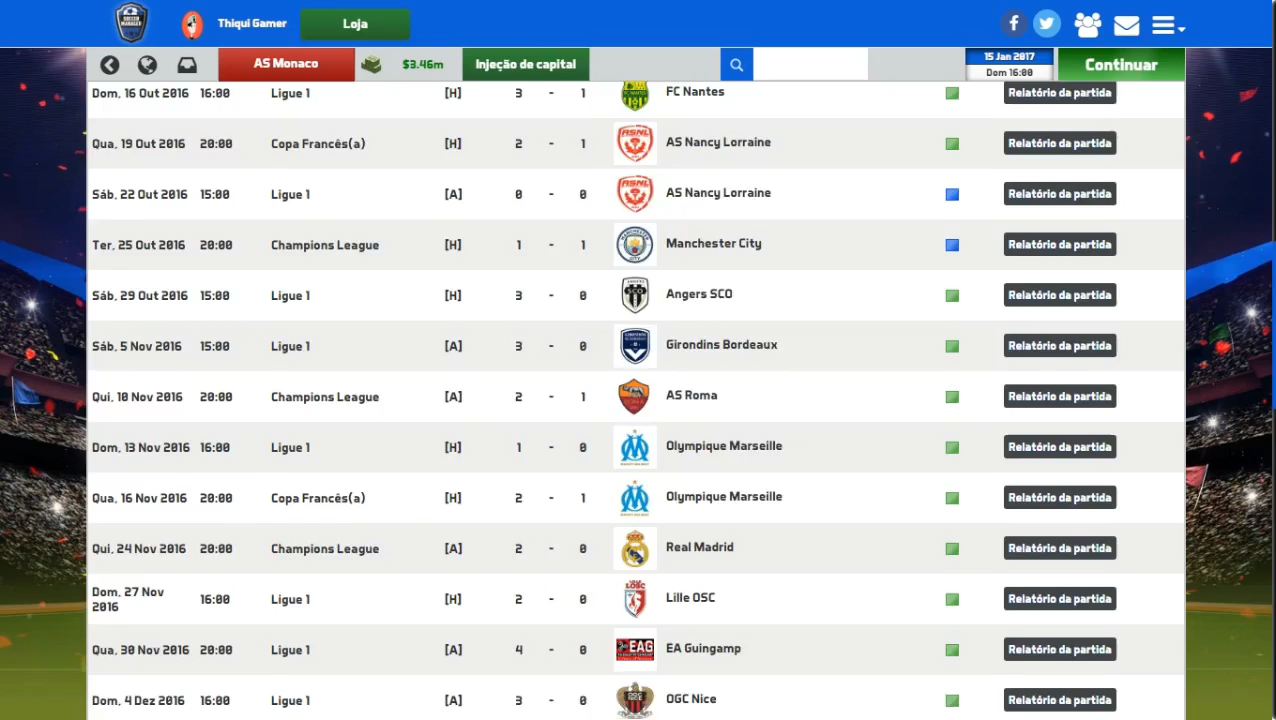 SOCCER MANAGER
Thiqui Gamer
Loja
AS Monaco
$3.46m
Injeção de capital
15 Jan 2017
Dom 16:00
Continuar
Dom, 16 Out 2016 16:00 Ligue 1 [H] 3 - 1 FC Nantes Relatório da partida
Qua, 19 Out 2016 20:00 Copa Francês(a) [H] 2 - 1 AS Nancy Lorraine Relatório da partida
Sáb, 22 Out 2016 15:00 Ligue 1 [A] 0 - 0 AS Nancy Lorraine Relatório da partida
Ter, 25 Out 2016 20:00 Champions League [H] 1 - 1 Manchester City Relatório da partida
Sáb, 29 Out 2016 15:00 Ligue 1 [H] 3 - 0 Angers SCO Relatório da partida
Sáb, 5 Nov 2016 15:00 Ligue 1 [A] 3 - 0 Girondins Bordeaux Relatório da partida
Qui, 10 Nov 2016 20:00 Champions League [A] 2 - 1 AS Roma Relatório da partida
Dom, 13 Nov 2016 16:00 Ligue 1 [H] 1 - 0 Olympique Marseille Relatório da partida
Qua, 16 Nov 2016 20:00 Copa Francês(a) [H] 2 - 1 Olympique Marseille Relatório da partida
Qui, 24 Nov 2016 20:00 Champions League [A] 2 - 0 Real Madrid Relatório da partida
Dom, 27 Nov
2016 16:00 Ligue 1 [H] 2 - 0 Lille OSC Relatório da partida
Qua, 30 Nov 2016 20:00 Ligue 1 [A] 4 - 0 EAG EA Guingamp Relatório da partida
Dom, 4 Dez 2016 16:00 Ligue 1 [A] 3 - 0 OGC Nice Relatório da partida